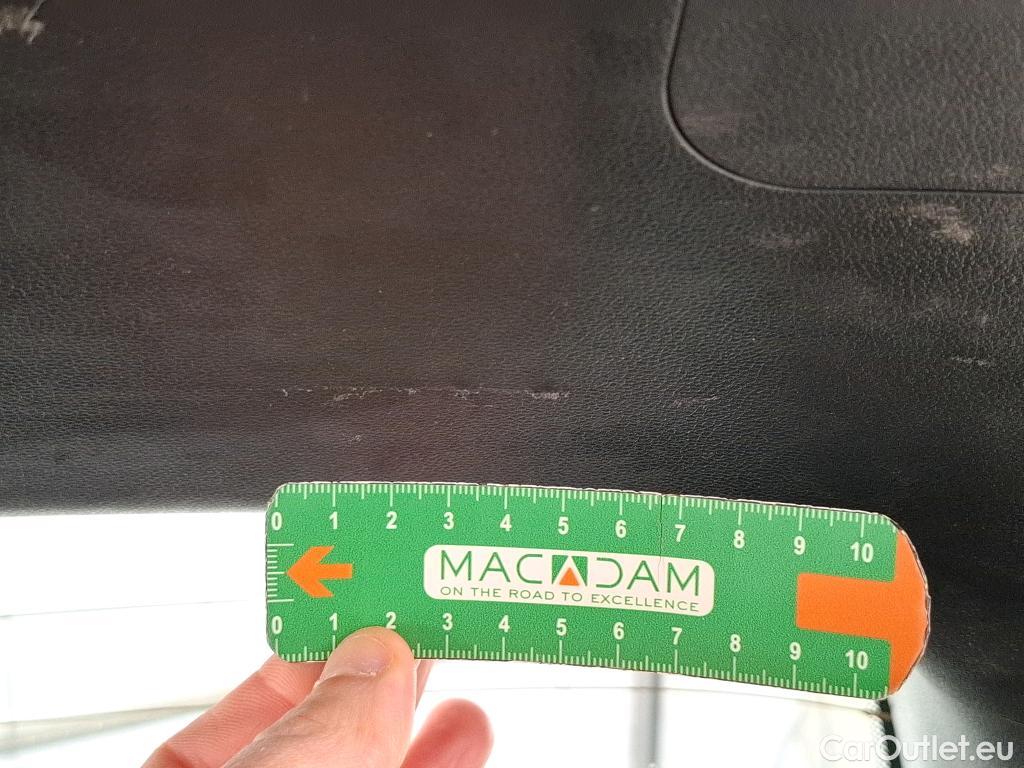 0 1 2 3 4 5 6 7 8 9 10
MACADAM
ON THE ROAD TO EXCELLENCE
0 1 2 3 4 5 6 7 8 9 10
CarOutlet.eu